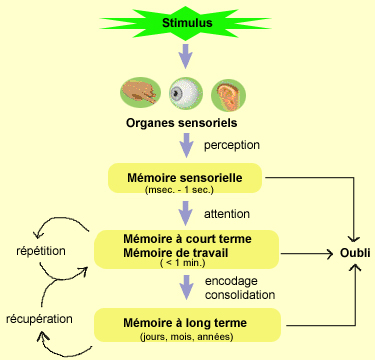 Stimulus
Organes sensoriels
perception
Mémoire sensorielle
(msec. - 1 sec.)
attention
répétition
Mémoire à court terme
Mémoire de travail
( < 1 min.)
Oubli
encodage
consolidation
récupération
Mémoire à long terme
(jours, mois, années)